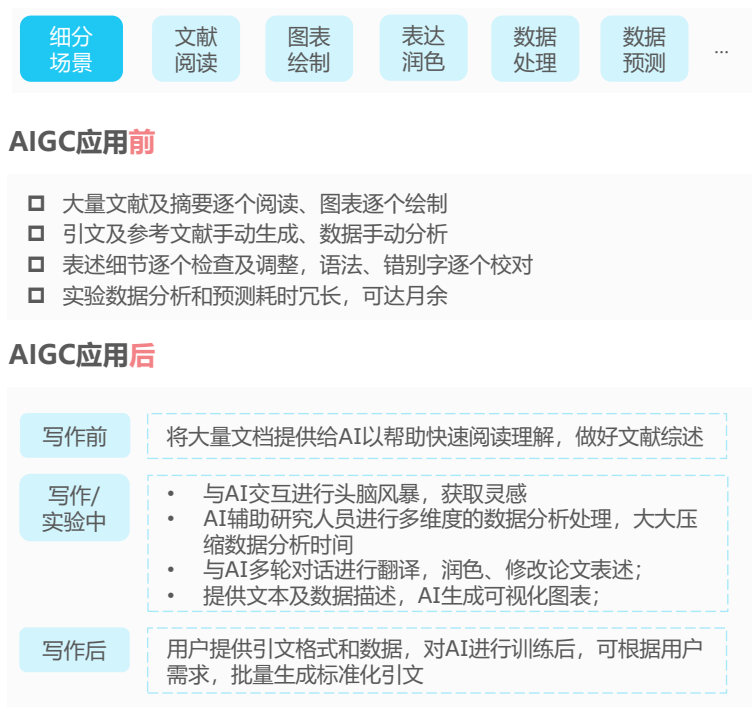 细分
场景
文献
阅读
图表
绘制
表达
润色
数据
处理
数据
预测
...
AIGC应用前
大量文献及摘要逐个阅读、图表逐个绘制
引文及参考文献手动生成、数据手动分析
表述细节逐个检查及调整，语法、错别字逐个校对
实验数据分析和预测耗时冗长，可达月余
AIGC应用后
写作前
将大量文档提供给AI以帮助快速阅读理解，做好文献综述
写作/
实验中
• 与AI交互进行头脑风暴，获取灵感
• AI辅助研究人员进行多维度的数据分析处理，大大压
缩数据分析时间
• 与AI多轮对话进行翻译，润色、修改论文表述；
• 提供文本及数据描述，AI生成可视化图表；
写作后
用户提供引文格式和数据，对AI进行训练后，可根据用户
需求，批量生成标准化引文